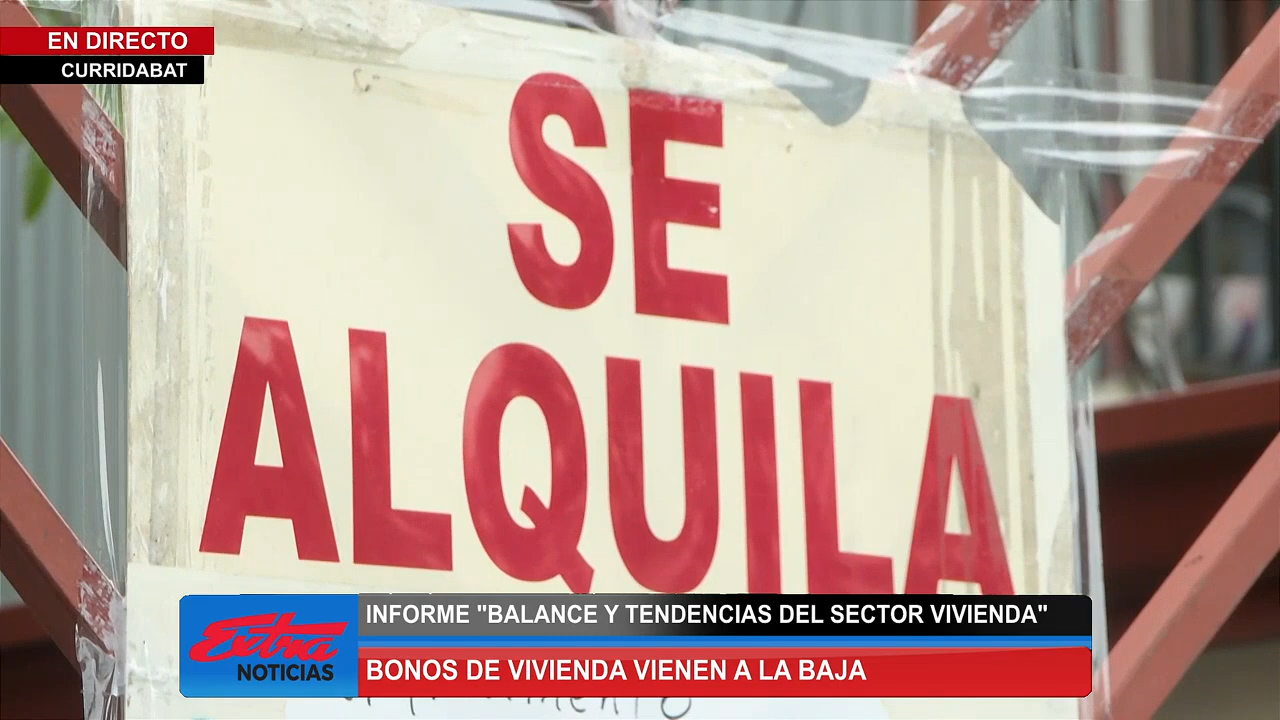 EN DIRECTO
CURRIDABAT
SE
ALQUILA
INFORME "BALANCE Y TENDENCIAS DEL SECTOR VIVIENDA"
Extra
NOTICIAS
BONOS DE VIVIENDA VIENEN A LA BAJA